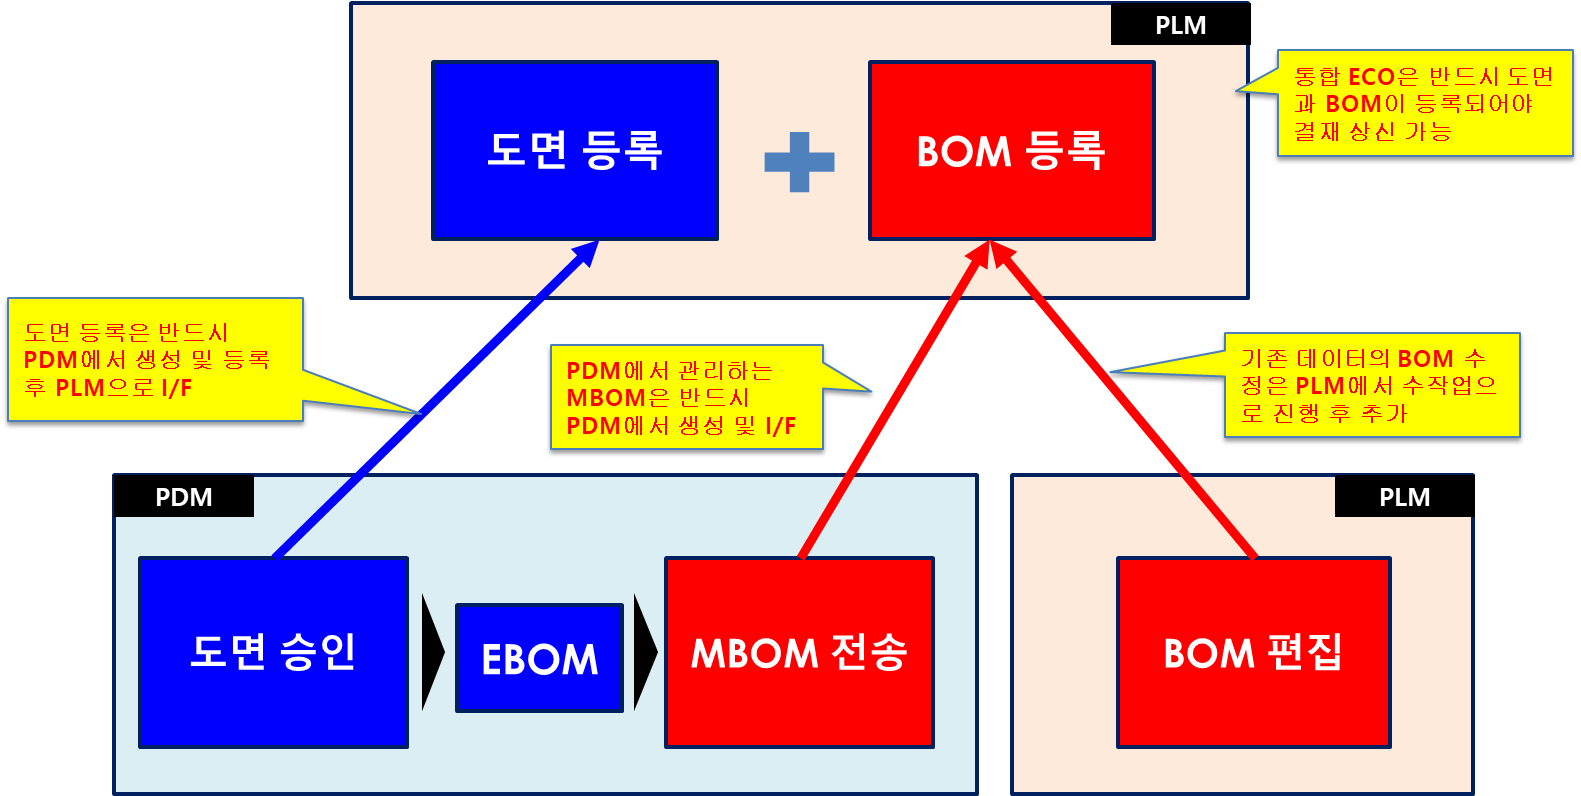 PLM
통합 ECO은 반드시 도면
과 BOM이 등록되어야
결재 상신 가능
도면 등록
BOM 등록
도면 등록은 반드시
PDM에서 생성 및 등록
후 PLM으로 I/F
PDM에서 관리하는
MBOM은 반드시
PDM에서 생성 및 I/F
기존 데이터의 BOM 수
정은 PLM에서 수작업으
로 진행 후 추가
PDM
PLM
도면 승인
EBOM
MBOM 전송
BOM 편집